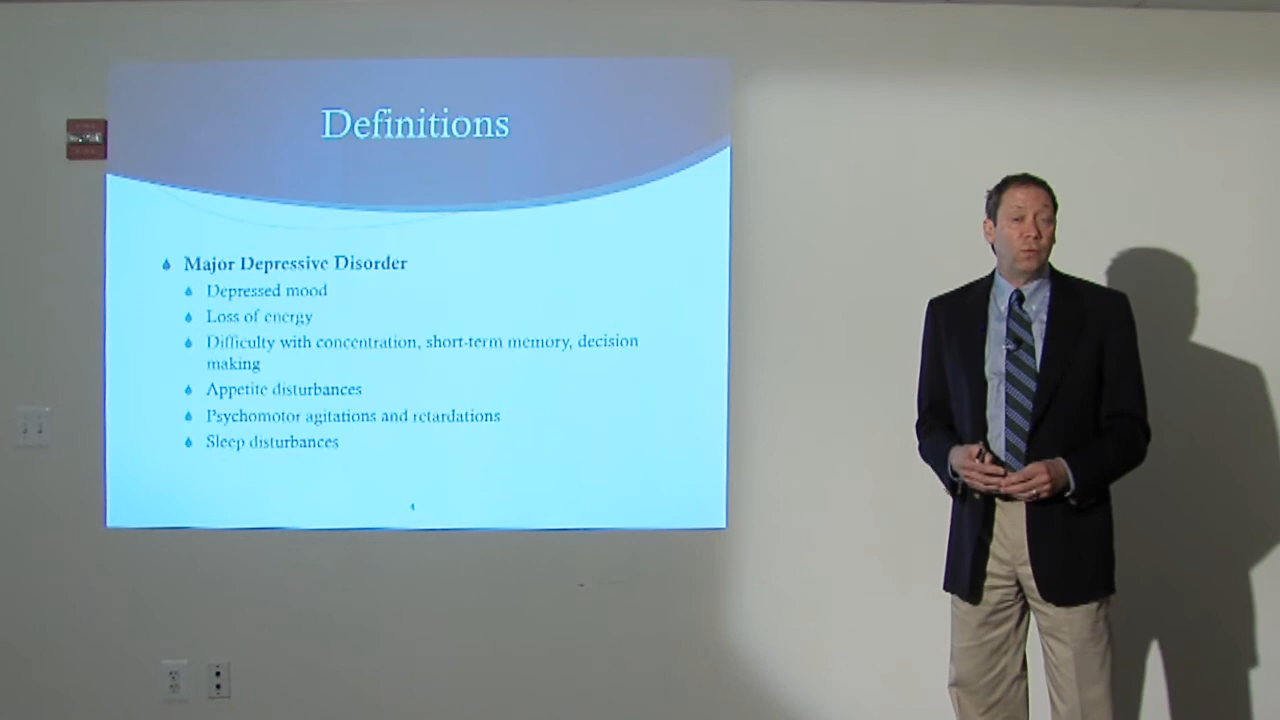 Definitions
Major Depressive Disorder
Depressed mood
Loss of energy
Difficulty with concentration, short-term memory, decision
making
Appetite disturbances
Psychomotor agitations and retardations
Sleep disturbances
4